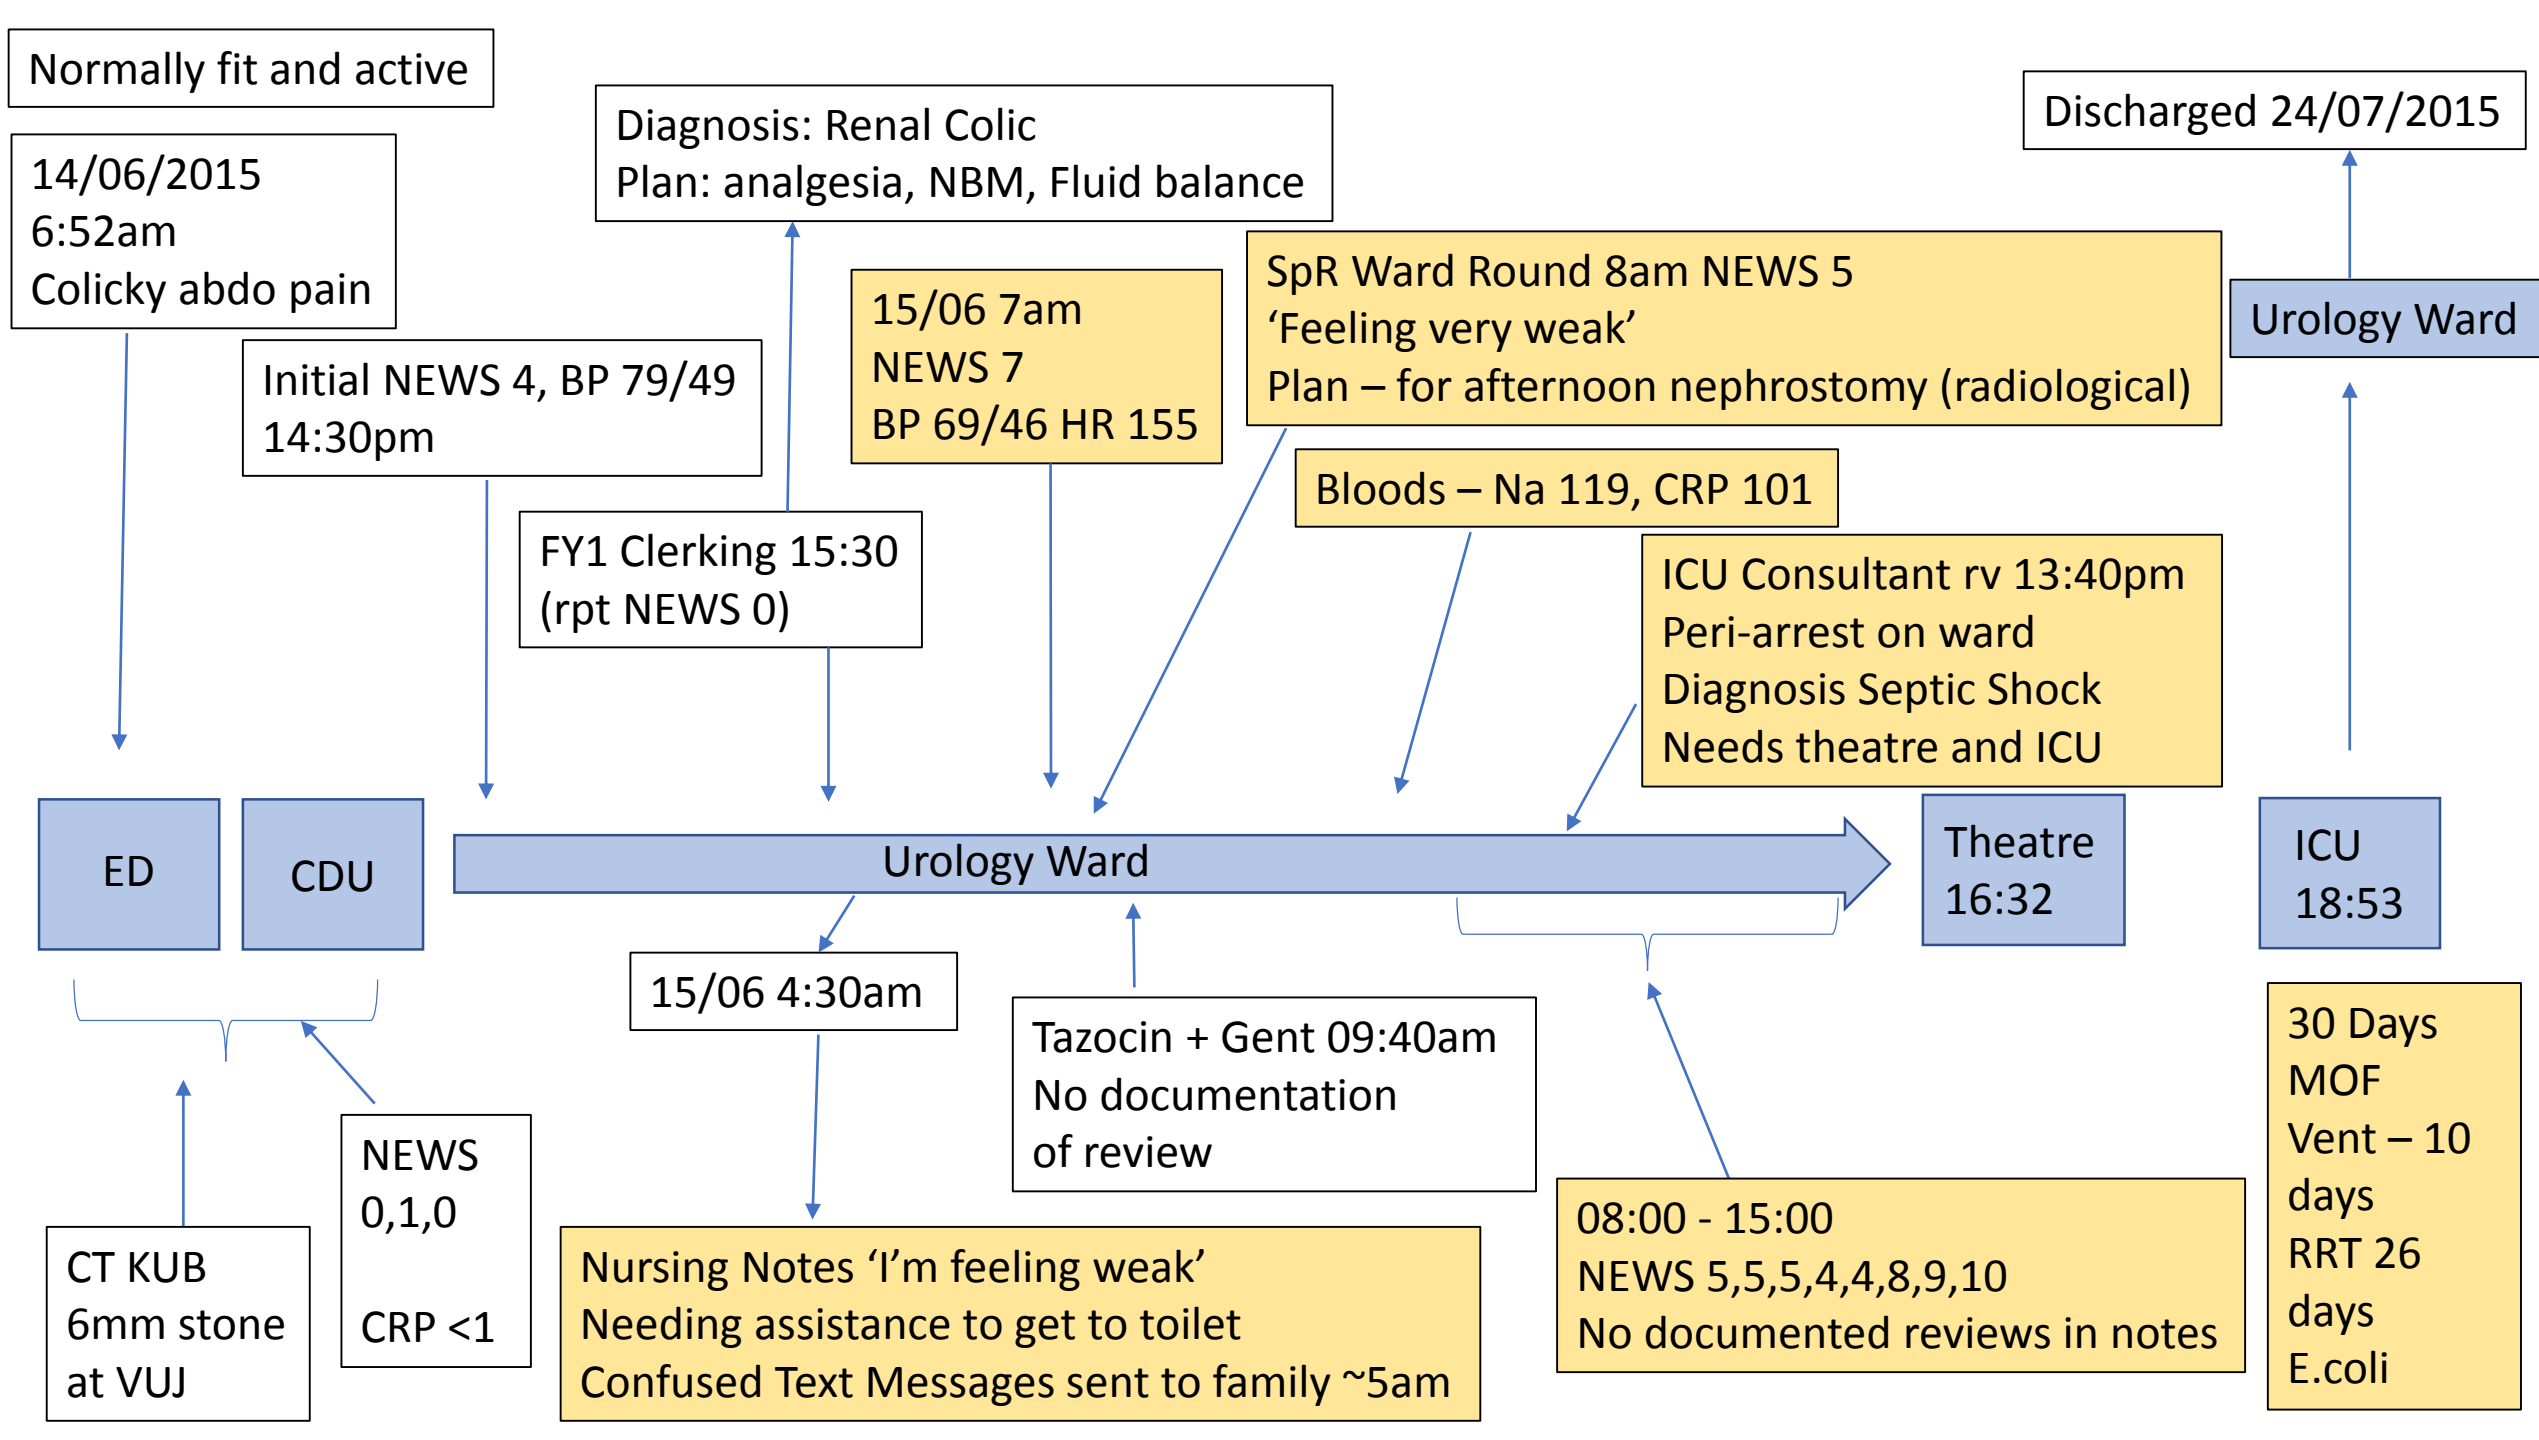 Normally fit and active
14/06/2015
6:52am
Colicky abdo pain
Initial NEWS 4, BP 79/49
14:30pm
Diagnosis: Renal Colic
Plan: analgesia, NBM, Fluid balance
FY1 Clerking 15:30
(rpt NEWS 0)
15/06 7am
NEWS 7
BP 69/46 HR 155
SpR Ward Round 8am NEWS 5
‘Feeling very weak’
Plan – for afternoon nephrostomy (radiological)
Bloods – Na 119, CRP 101
ICU Consultant rv 13:40pm
Peri-arrest on ward
Diagnosis Septic Shock
Needs theatre and ICU
Discharged 24/07/2015
Urology Ward
ED
CDU
Urology Ward
Theatre
16:32
ICU
18:53
CT KUB
6mm stone
at VUJ
NEWS
0,1,0
CRP <1
15/06 4:30am
Nursing Notes ‘I’m feeling weak’
Needing assistance to get to toilet
Confused Text Messages sent to family ~5am
Tazocin + Gent 09:40am
No documentation
of review
08:00 - 15:00
NEWS 5,5,5,4,4,8,9,10
No documented reviews in notes
30 Days
MOF
Vent – 10
days
RRT 26
days
E.coli